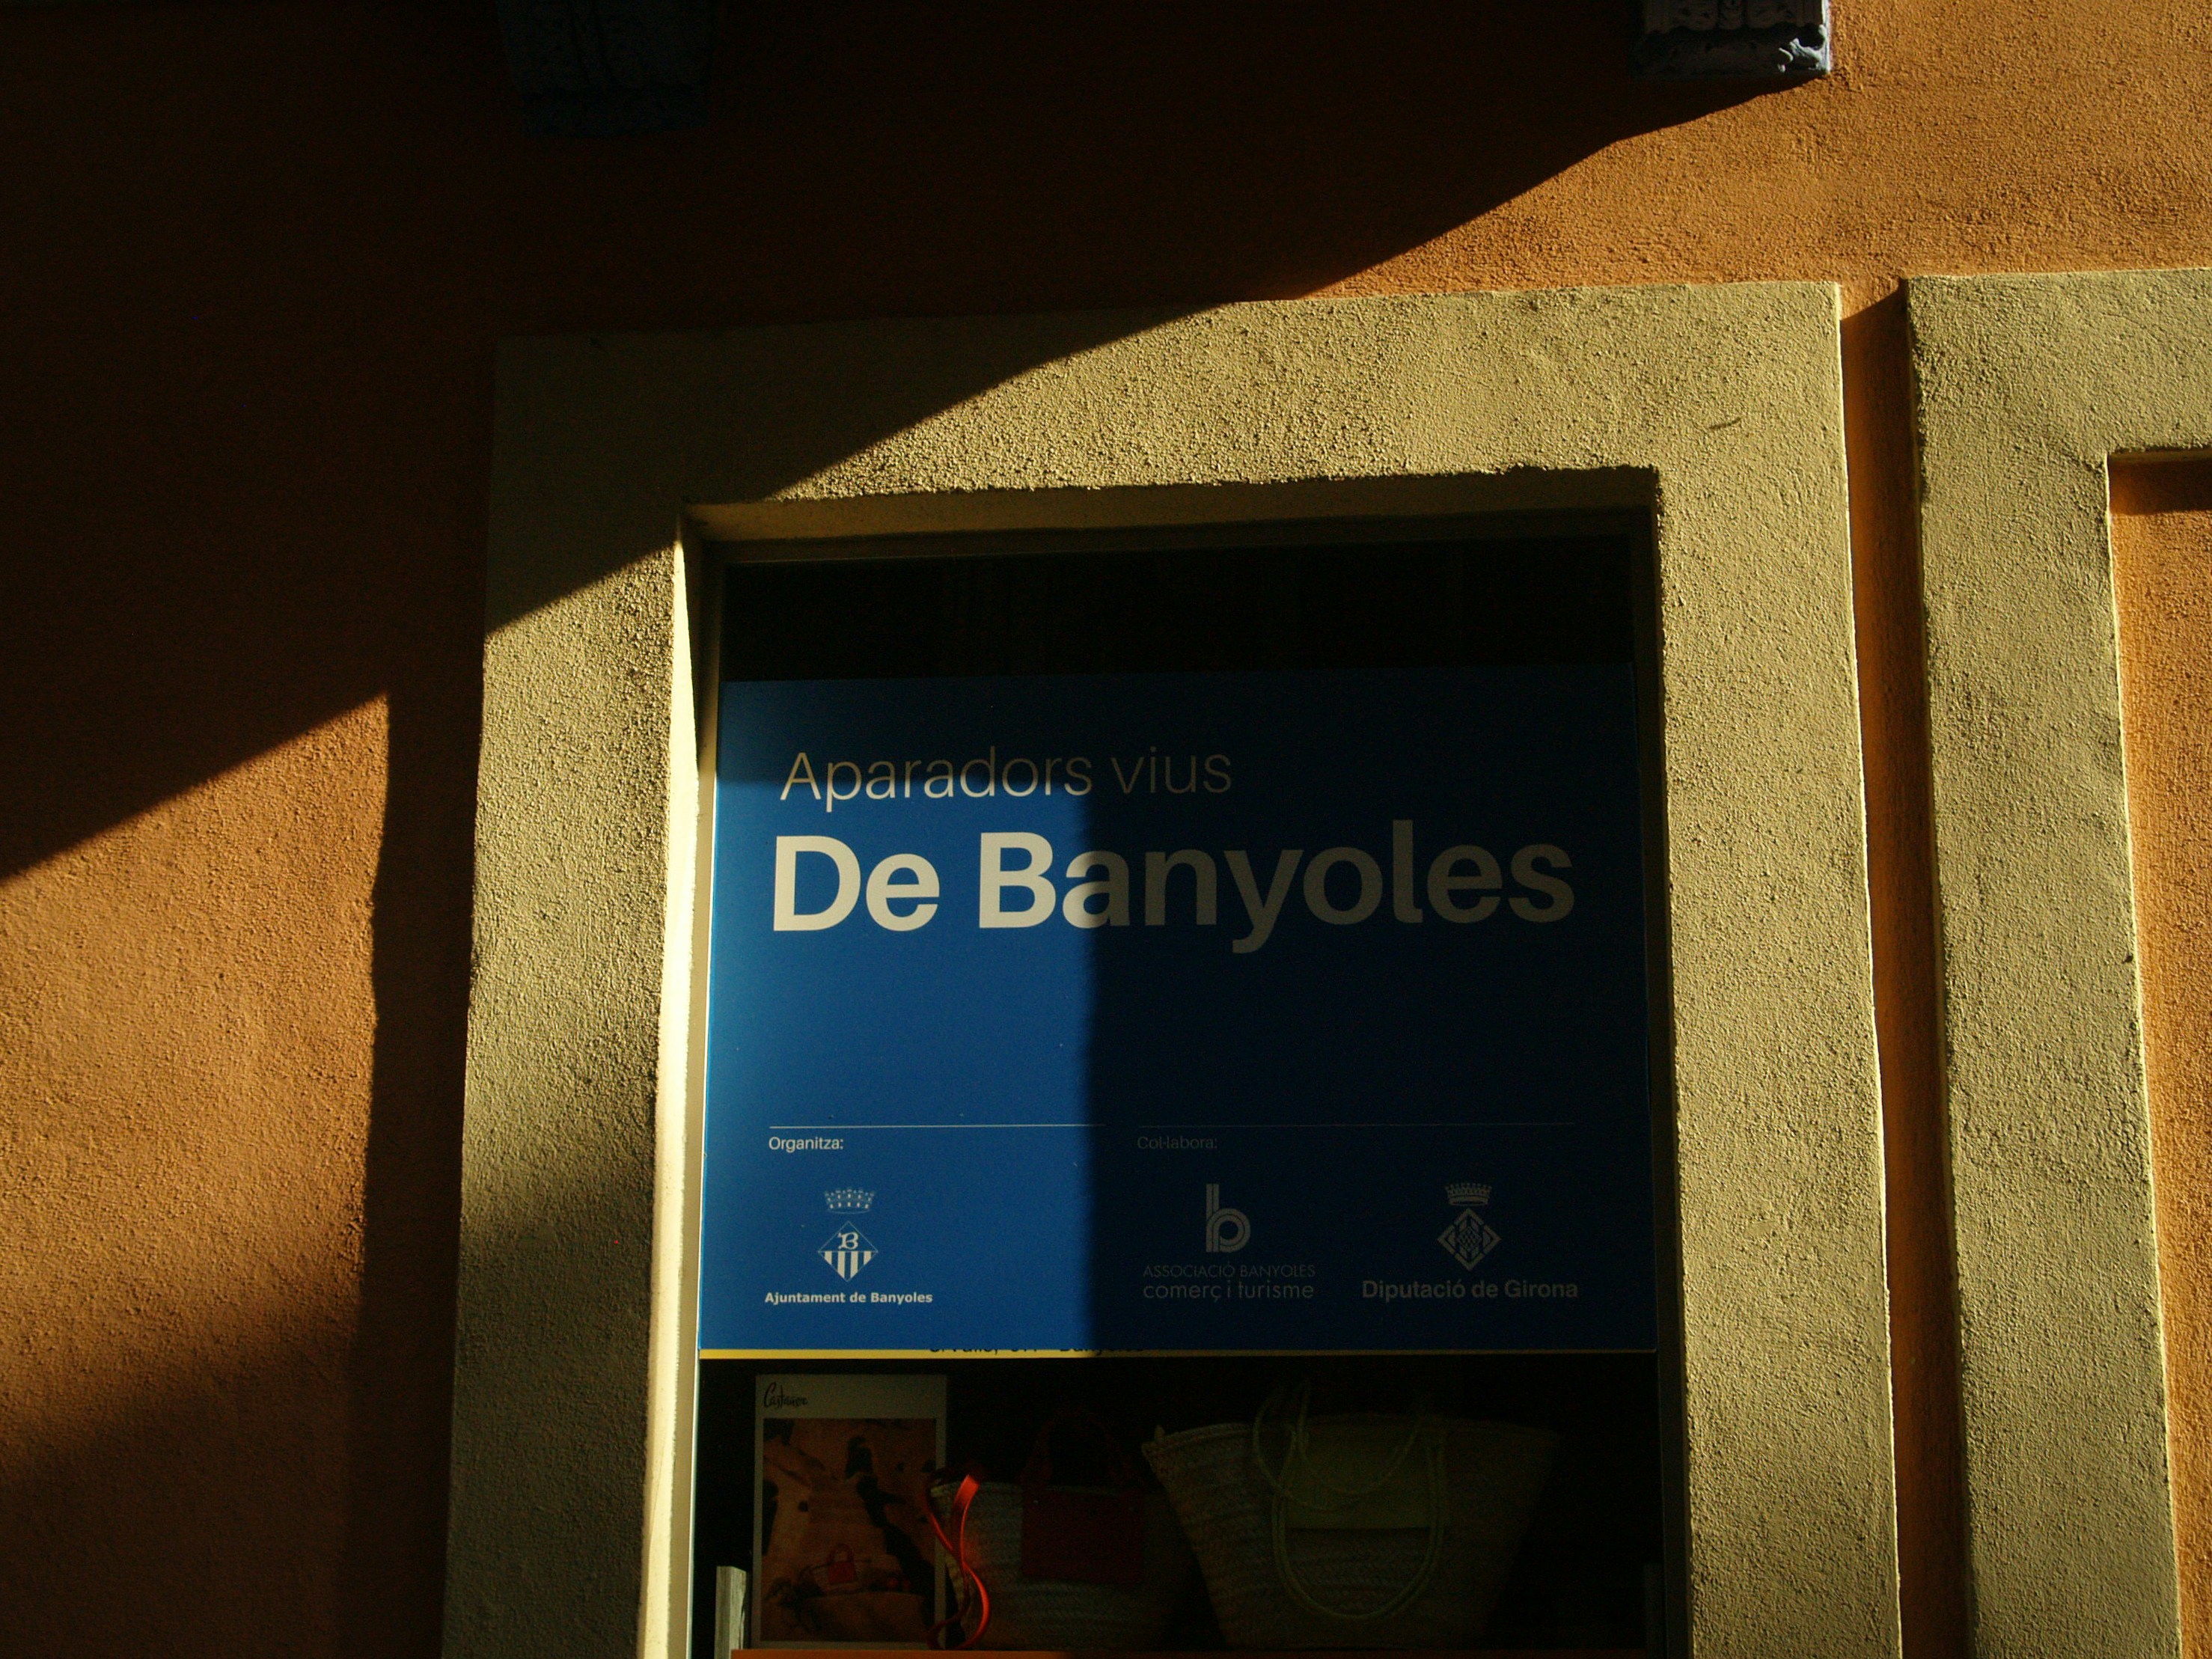 Aparadors vius
De Banyoles
Organitza:
Col·labora:
B
Ajuntament de Banyoles
b
ASSOCIACIÓ BANYOLES
comerç i turisme
Diputació de Girona